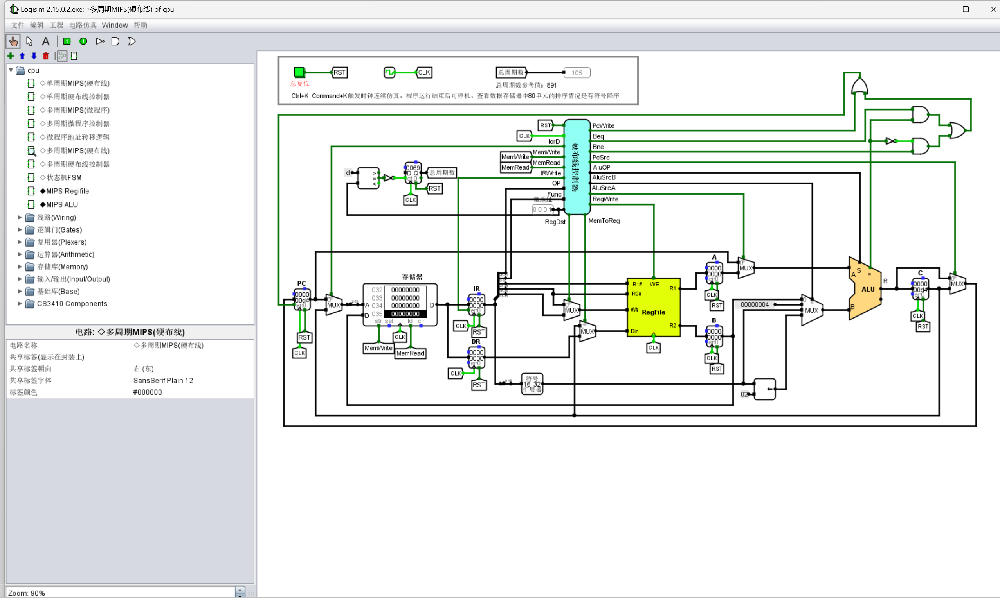 Logisim 2.15.0.2.exe: ◇多周期MIPS(硬布线) of cpu
文件 编辑 工程 电路仿真 Window 帮助
cpu
◇单周期MIPS(硬布线)
◇单周期硬布线控制器
◇多周期MIPS(微程序)
◇多周期微程序控制器
◇微程序地址转移逻辑
◇多周期MIPS(硬布线)
◇多周期硬布线控制器
◇状态机FSM
◆MIPS Regifile
◆MIPS ALU
线路(Wiring)
逻辑门(Gates)
复用器(Plexers)
运算器(Arithmetic)
存储库(Memory)
输入/输出(Input/Output)
基础库(Base)
CS3410 Components
电路: ◇多周期MIPS(硬布线)
电路名称 ◇多周期MIPS(硬布线)
共享标签(显示在封装上)
共享标签朝向 右 (东)
共享标签字体 SansSerif Plain 12
标签颜色 #000000
Zoom: 90%
RST CLK 总周期数 105
总复位 总周期数参考值: 891
Ctrl+K Command+K触发时钟连续仿真，程序运行结束后可停机，查看数据存储器中80单元的排序情况是有符号降序
RST
CLK
IorD
MemWrite MemWrite
MemRead MemRead
IRWrite
OP
Func
微地址
0 0 0 1
RegDst
MemToReg
硬布线控制器
PcWrite
Beq
Bne
PcSrc
AluOP
AluSrcB
AluSrcA
RegWrite
d
>
=
<
0069
D Q
ct 0
总周期数
RST
CLK
PC
0000
00d4
en0
RST
CLK
MUX
2-11
存储器
032 00000000
033 00000000
034 00000000
035 00000000
A
D
D
str sel ld clr
CLK
MemWrite
MemRead
IR
0000
0000
en0
CLK
RST
DR
0000
0000
en0
CLK
RST
0-15
符号
16 32
扩展器
MUX
MUX
R1# WE R1
R2#
W# RegFile
R2
Din
CLK
A
0000
0000
en0
CLK
RST
B
0000
0000
en0
CLK
RST
MUX
00000004
MUX
02
S
A =
ALU
B
R
C
0000
00d4
en0
CLK
RST
MUX